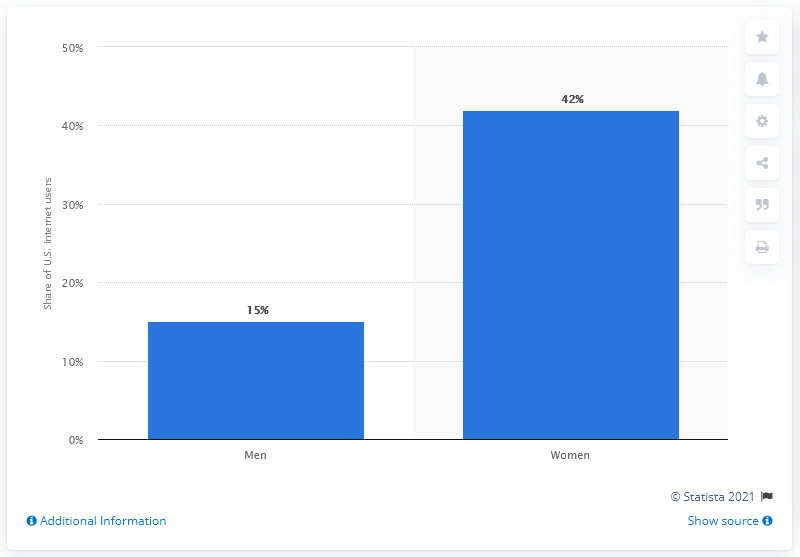 50%
42%
40%
30%
Share of U.S. internet users
20%
15%
10%
0%
Men Women
© Statista 2021
Additional Information Show source